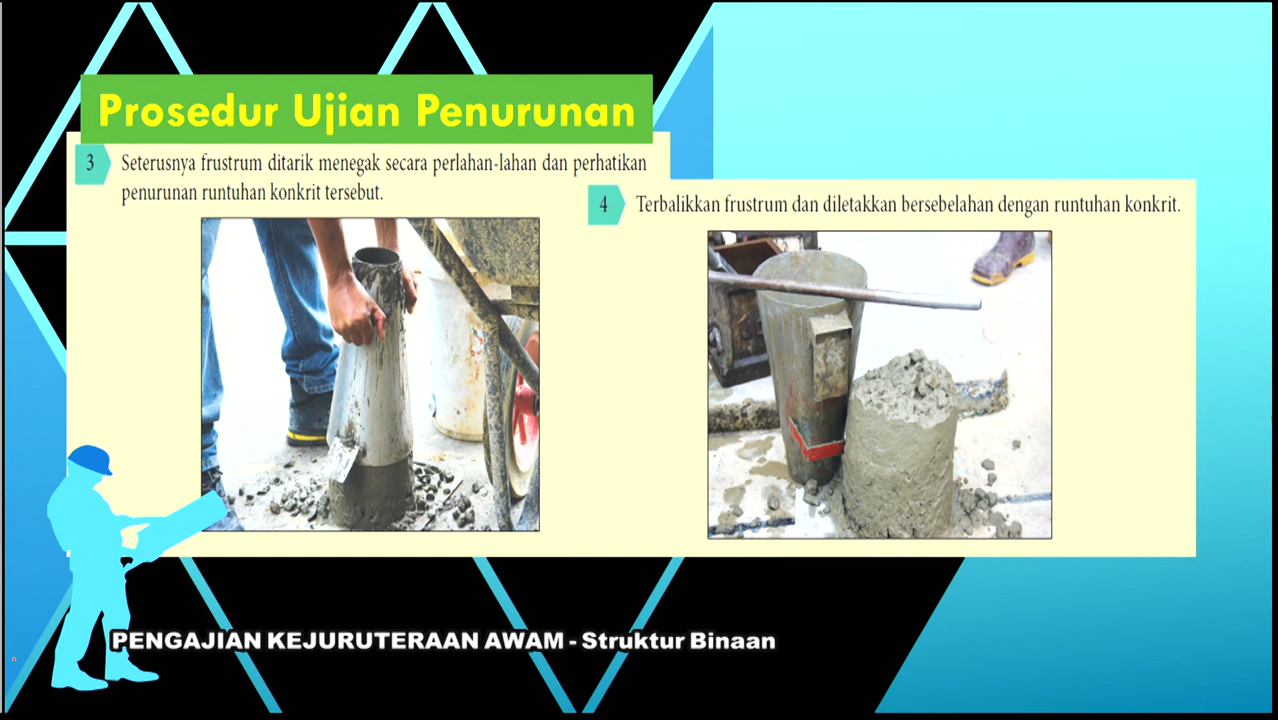 Prosedur Ujian Penurunan
3 Seterusnya frustrum ditarik menegak secara perlahan-lahan dan perhatikan
penurunan runtuhan konkrit tersebut.
4 Terbalikkan frustrum dan diletakkan bersebelahan dengan runtuhan konkrit.
PENGAJIAN KEJURUTERAAN AWAM - Struktur Binaan